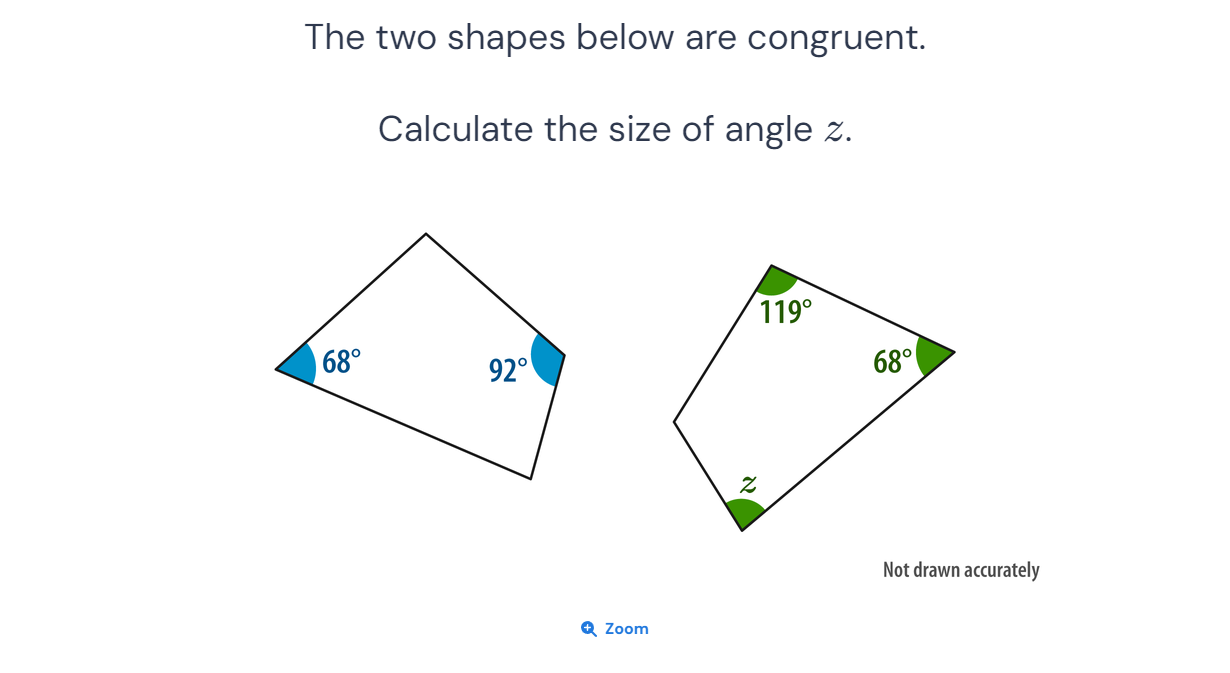 The two shapes below are congruent.
Calculate the size of angle z.
119°
68°
92°
68°
z
Not drawn accurately
Zoom